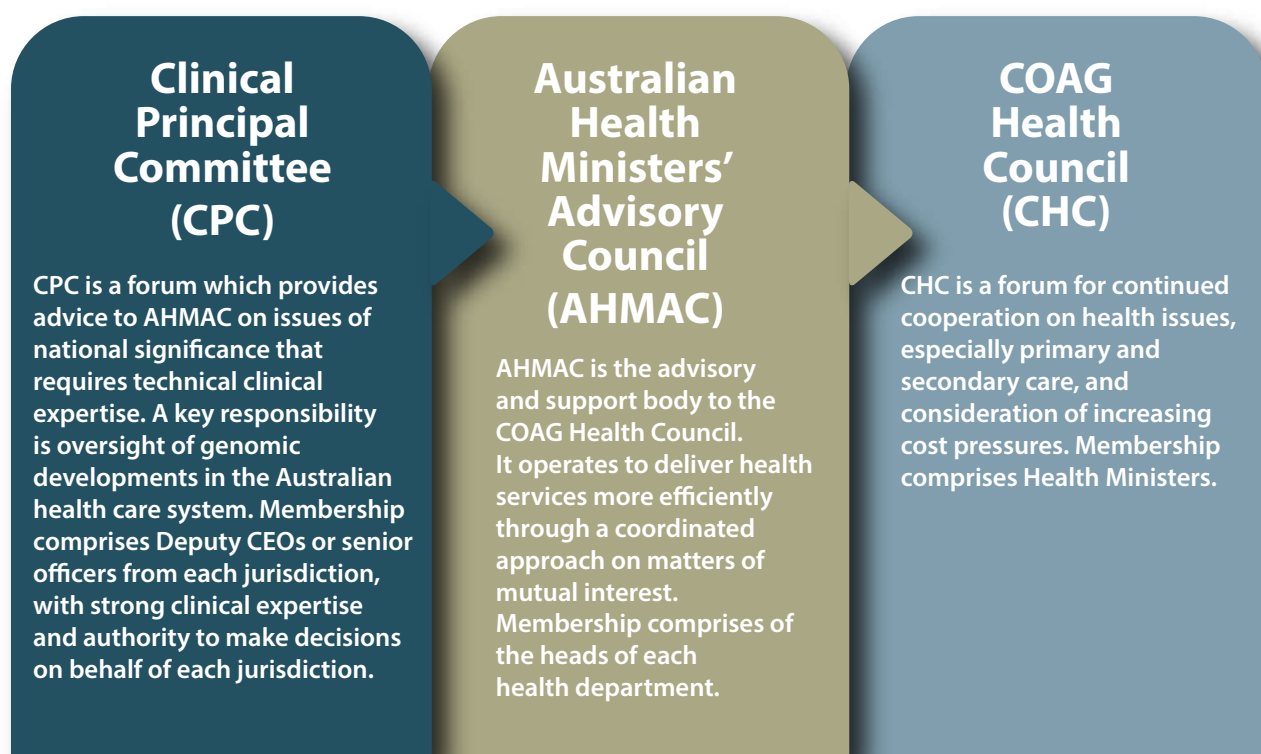 Clinical
Principal
Committee
(CPC)
CPC is a forum which provides
advice to AHMAC on issues of
national significance that
requires technical clinical
expertise. A key responsibility
is oversight of genomic
developments in the Australian
health care system. Membership
comprises Deputy CEOs or senior
officers from each jurisdiction,
with strong clinical expertise
and authority to make decisions
on behalf of each jurisdiction.
Australian
Health
Ministers’
Advisory
Council
(AHMAC)
AHMAC is the advisory
and support body to the
COAG Health Council.
It operates to deliver health
services more efficiently
through a coordinated
approach on matters of
mutual interest.
Membership comprises of
the heads of each
health department.
COAG
Health
Council
(CHC)
CHC is a forum for continued
cooperation on health issues,
especially primary and
secondary care, and
consideration of increasing
cost pressures. Membership
comprises Health Ministers.